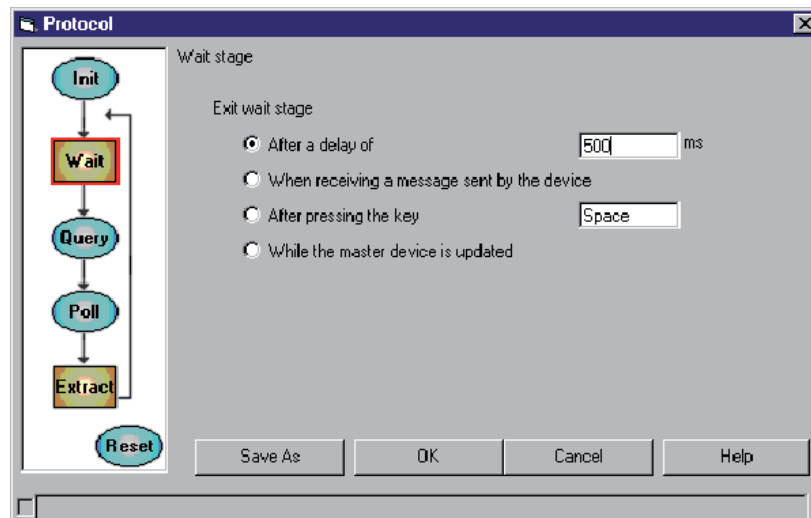 Protocol
Init
Wait
Query
Poll
Extract
Reset
Wait stage
Exit wait stage
After a delay of 500 ms
When receiving a message sent by the device
After pressing the key Space
While the master device is updated
Save As OK Cancel Help